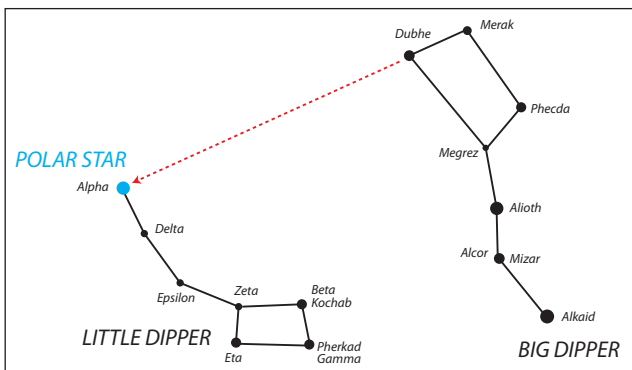 Dubhe
Merak
Phecda
Megrez
POLAR STAR
Alpha
Alioth
Delta
Alcor
Mizar
Epsilon
Zeta
Beta
Kochab
Alkaid
LITTLE DIPPER
Eta
Pherkad
Gamma
BIG DIPPER